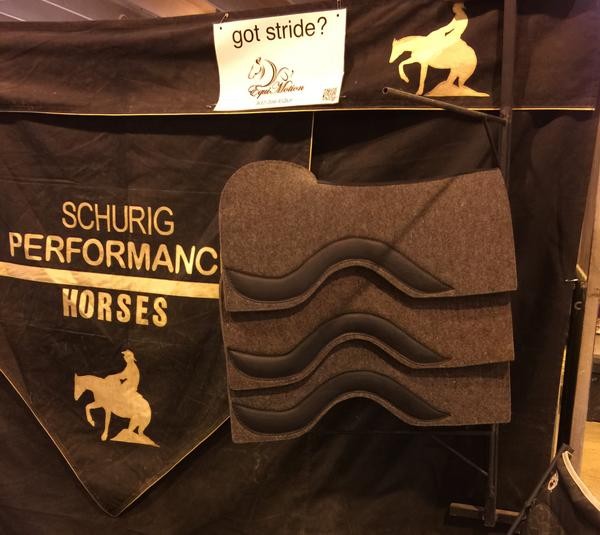 got stride?
EquiMotion
SCHURIG
PERFORMANC
HORSES